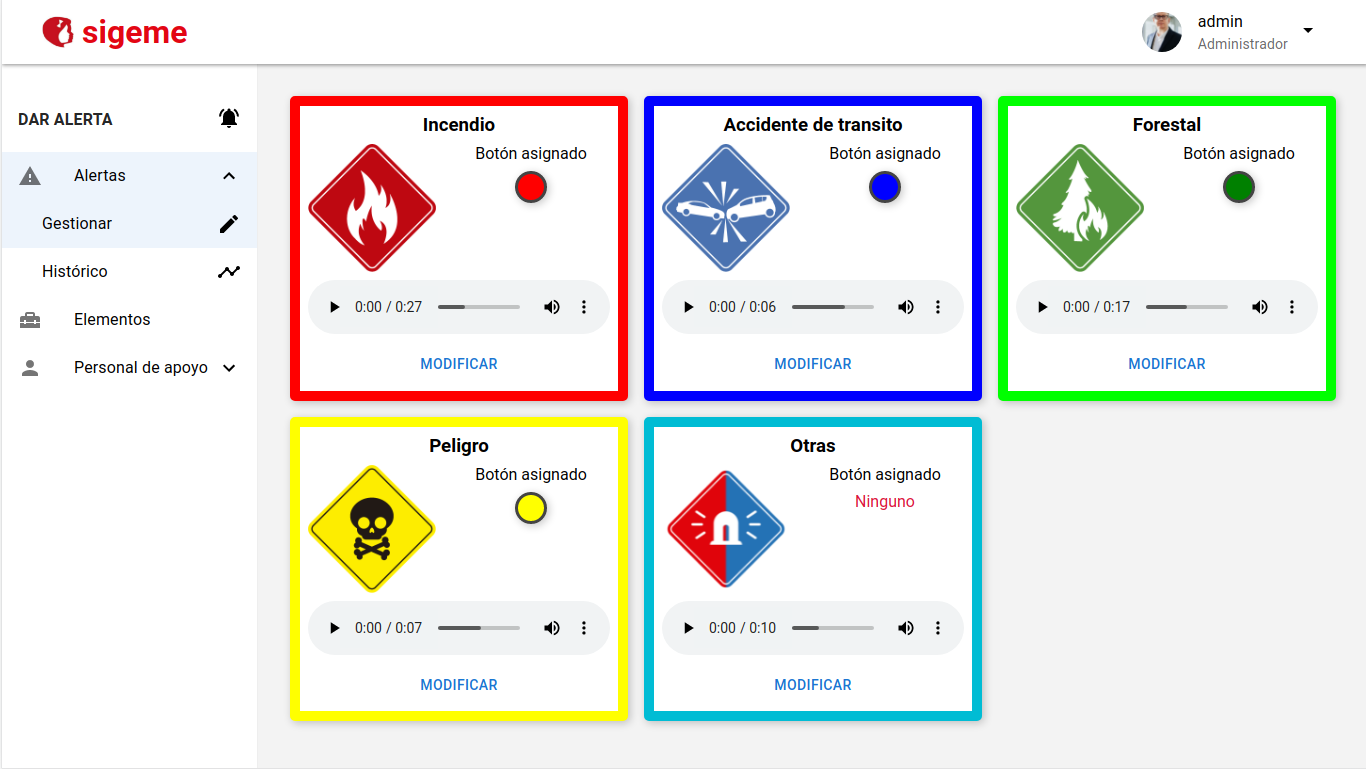 sigeme
admin
Administrador
DAR ALERTA
Alertas
Gestionar
Histórico
Elementos
Personal de apoyo
Incendio
Botón asignado
0:00 / 0:27
MODIFICAR
Accidente de transito
Botón asignado
0:00 / 0:06
MODIFICAR
Forestal
Botón asignado
0:00 / 0:17
MODIFICAR
Peligro
Botón asignado
0:00 / 0:07
MODIFICAR
Otras
Botón asignado
Ninguno
0:00 / 0:10
MODIFICAR